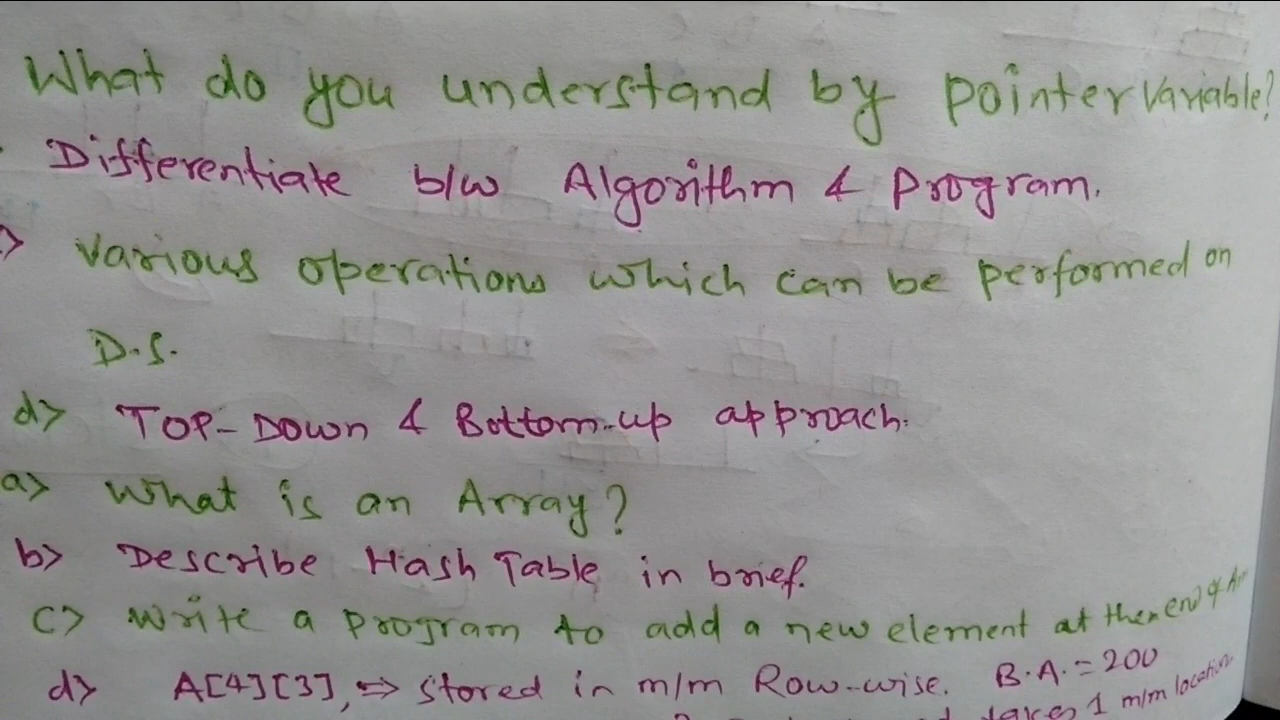 What do you understand by pointer variable?
Differentiate b/w Algorithm & Program.
Various operations which can be performed on
D.S.
d> TOP-DOWN & Bottom-up approach.
a> What is an Array?
b> Describe Hash Table in brief.
c> Write a program to add a new element at the end of
d> A[4][3], => stored in m/m Row-wise. B.A. = 200
takes 1 m/m location